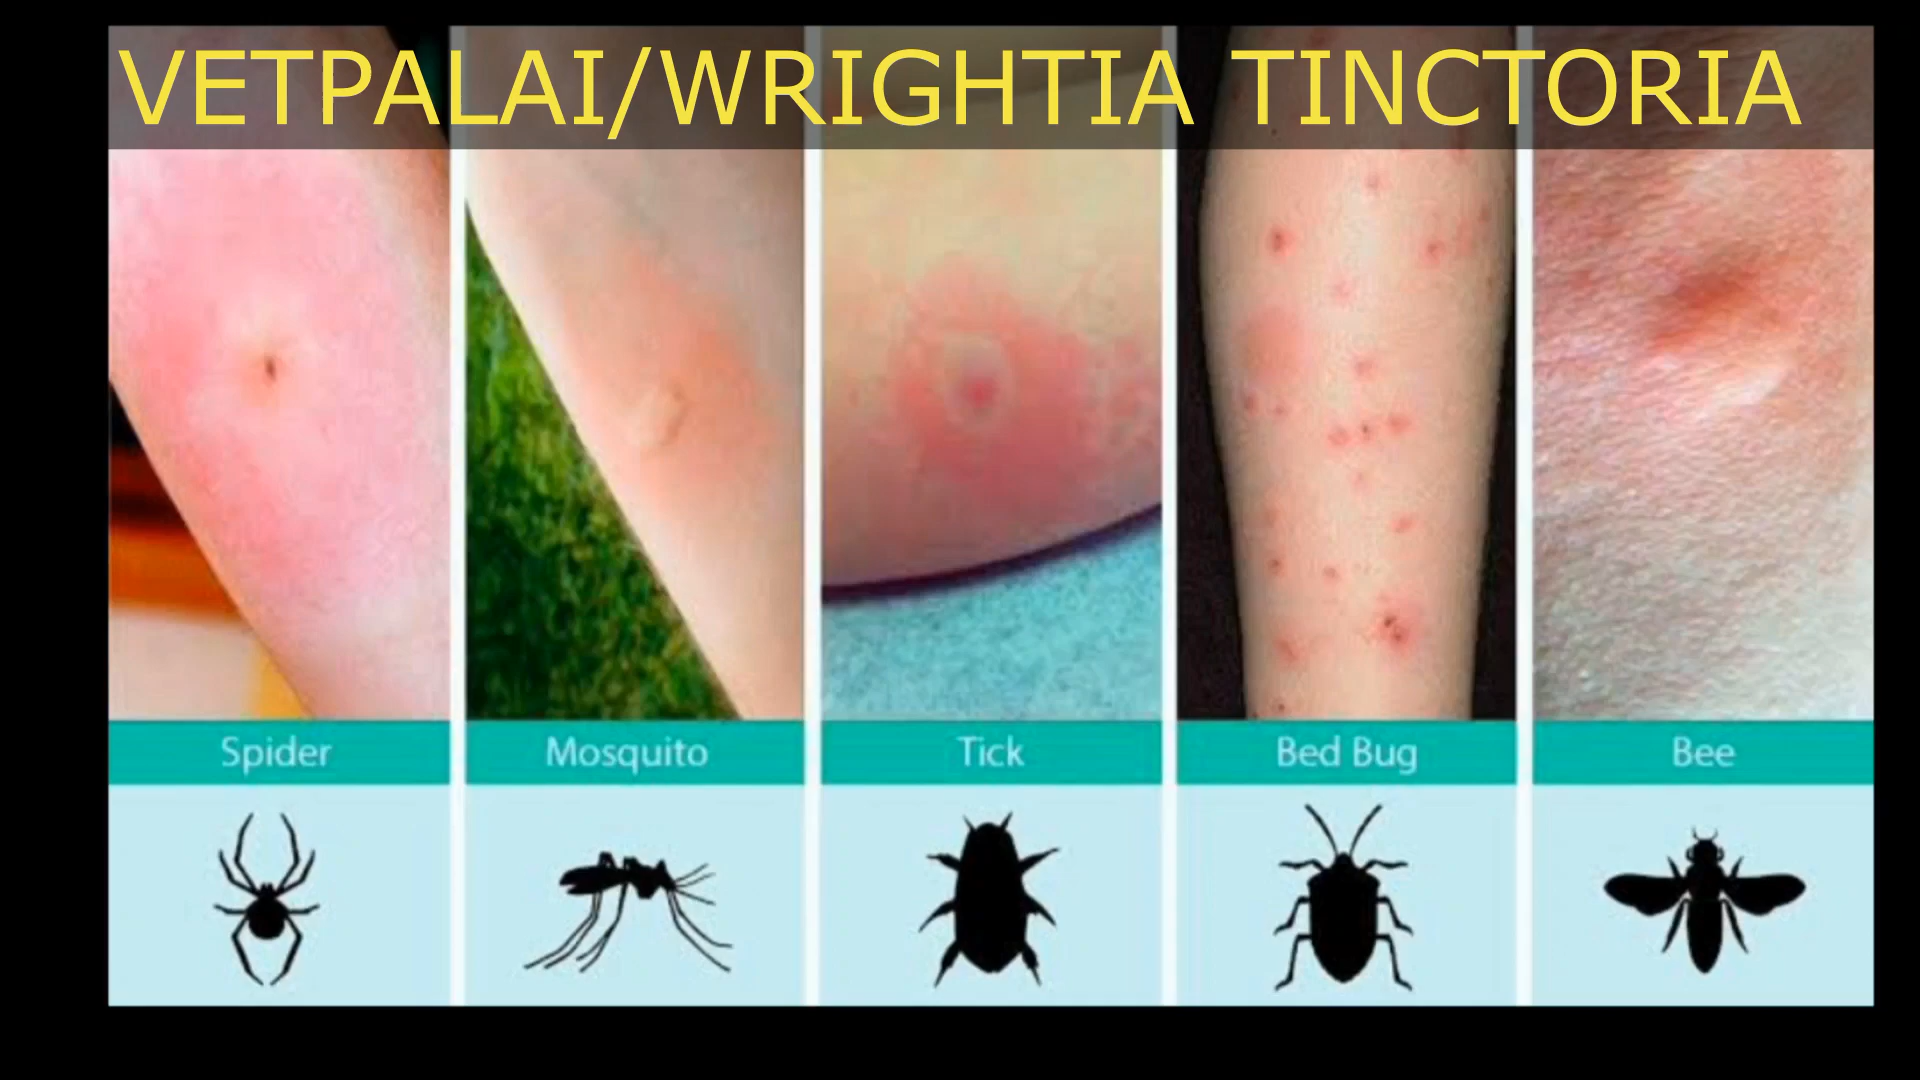 VETPALAI/WRIGHTIA TINCTORIA
Spider
Mosquito
Tick
Bed Bug
Bee